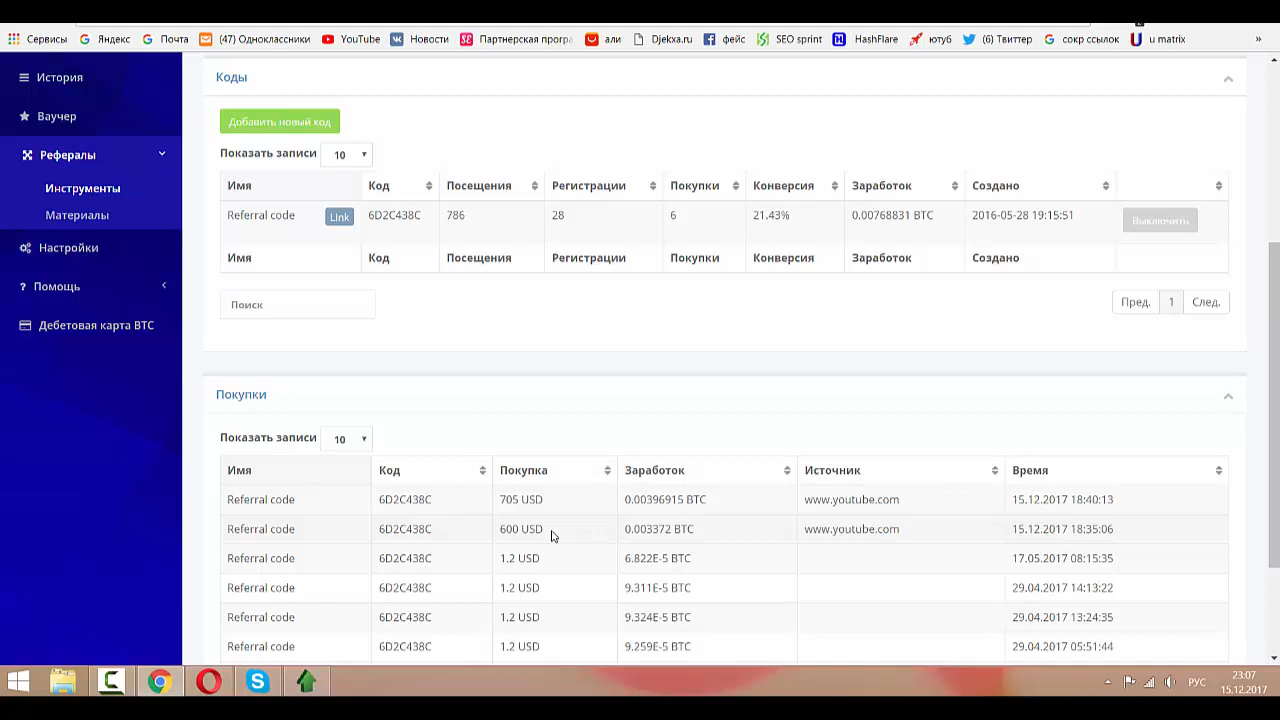 Сервисы Яндекс Почта (47) Одноклассники YouTube Новости Партнерская прогр али Djekxa.ru фейс SEO sprint HashFlare ютуб (6) Твиттер сокр ссылок u matrix »
История
Ваучер
Рефералы
Инструменты
Материалы
Настройки
? Помощь
Дебетовая карта BTC
Коды
Добавить новый код
Показать записи 10
Имя Код Посещения Регистрации Покупки Конверсия Заработок Создано
Referral code Link 6D2C438C 786 28 6 21.43% 0.00768831 BTC 2016-05-28 19:15:51 Выключить
Имя Код Посещения Регистрации Покупки Конверсия Заработок Создано
Поиск Пред. 1 След.
Покупки
Показать записи 10
Имя Код Покупка Заработок Источник Время
Referral code 6D2C438C 705 USD 0.00396915 BTC www.youtube.com 15.12.2017 18:40:13
Referral code 6D2C438C 600 USD 0.003372 BTC www.youtube.com 15.12.2017 18:35:06
Referral code 6D2C438C 1.2 USD 6.822E-5 BTC 17.05.2017 08:15:35
Referral code 6D2C438C 1.2 USD 9.311E-5 BTC 29.04.2017 14:13:22
Referral code 6D2C438C 1.2 USD 9.324E-5 BTC 29.04.2017 13:24:35
Referral code 6D2C438C 1.2 USD 9.259E-5 BTC 29.04.2017 05:51:44
РУС 23:07
15.12.2017